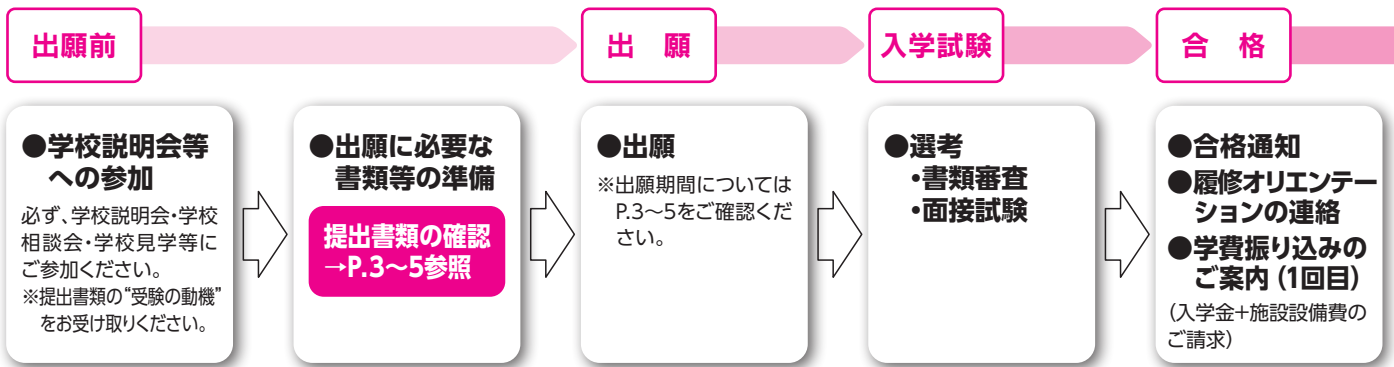 出願前
出　願
入学試験
合　格
●学校説明会等
への参加
必ず、学校説明会・学校
相談会・学校見学等に
ご参加ください。
※提出書類の“受験の動機”
をお受け取りください。
●出願に必要な
書類等の準備
提出書類の確認
→P.3〜5参照
●出願
※出願期間については
P.3〜5をご確認くだ
さい。
●選考
・書類審査
・面接試験
●合格通知
●履修オリエンテー
ションの連絡
●学費振り込みの
ご案内（1回目）
（入学金+施設設備費の
ご請求）